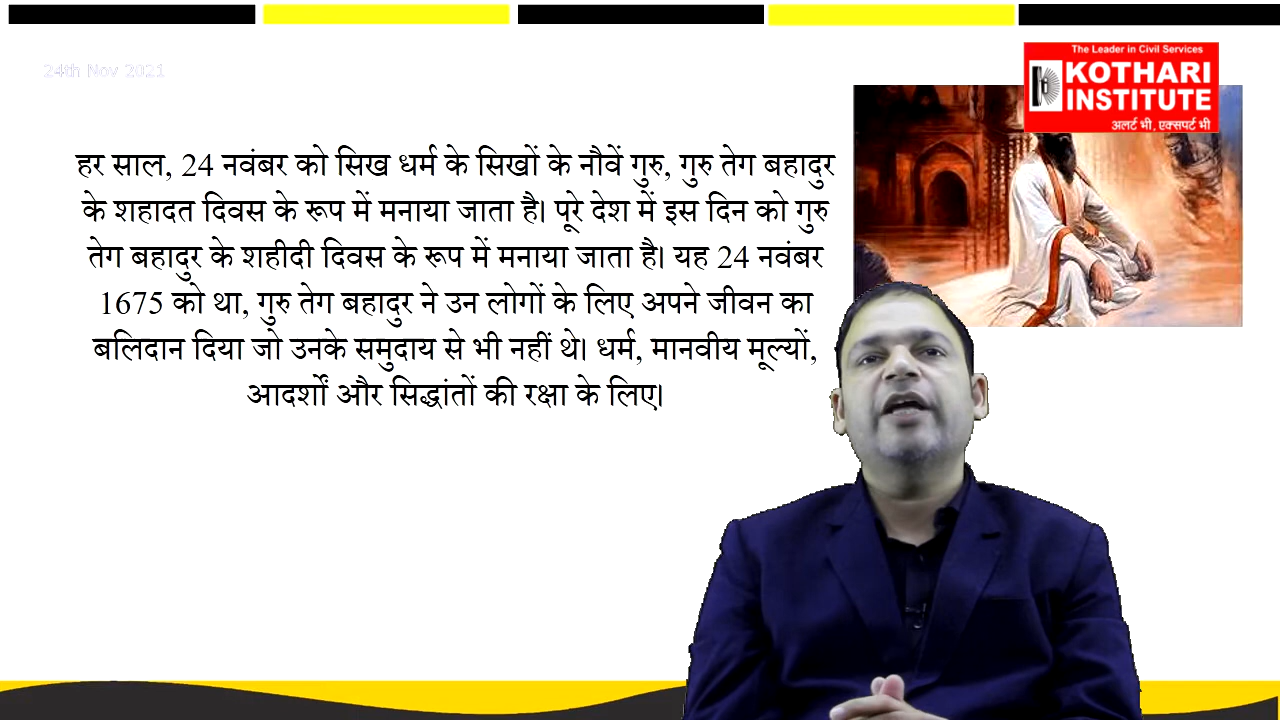 24th Nov 2021
The Leader in Civil Services
KOTHARI
INSTITUTE
अलर्ट भी, एक्सपर्ट भी
हर साल, 24 नवंबर को सिख धर्म के सिखों के नौवें गुरु, गुरु तेग बहादुर
के शहादत दिवस के रूप में मनाया जाता है। पूरे देश में इस दिन को गुरु
तेग बहादुर के शहीदी दिवस के रूप में मनाया जाता है। यह 24 नवंबर
1675 को था, गुरु तेग बहादुर ने उन लोगों के लिए अपने जीवन का
बलिदान दिया जो उनके समुदाय से भी नहीं थे। धर्म, मानवीय मूल्यों,
आदर्शों और सिद्धांतों की रक्षा के लिए।